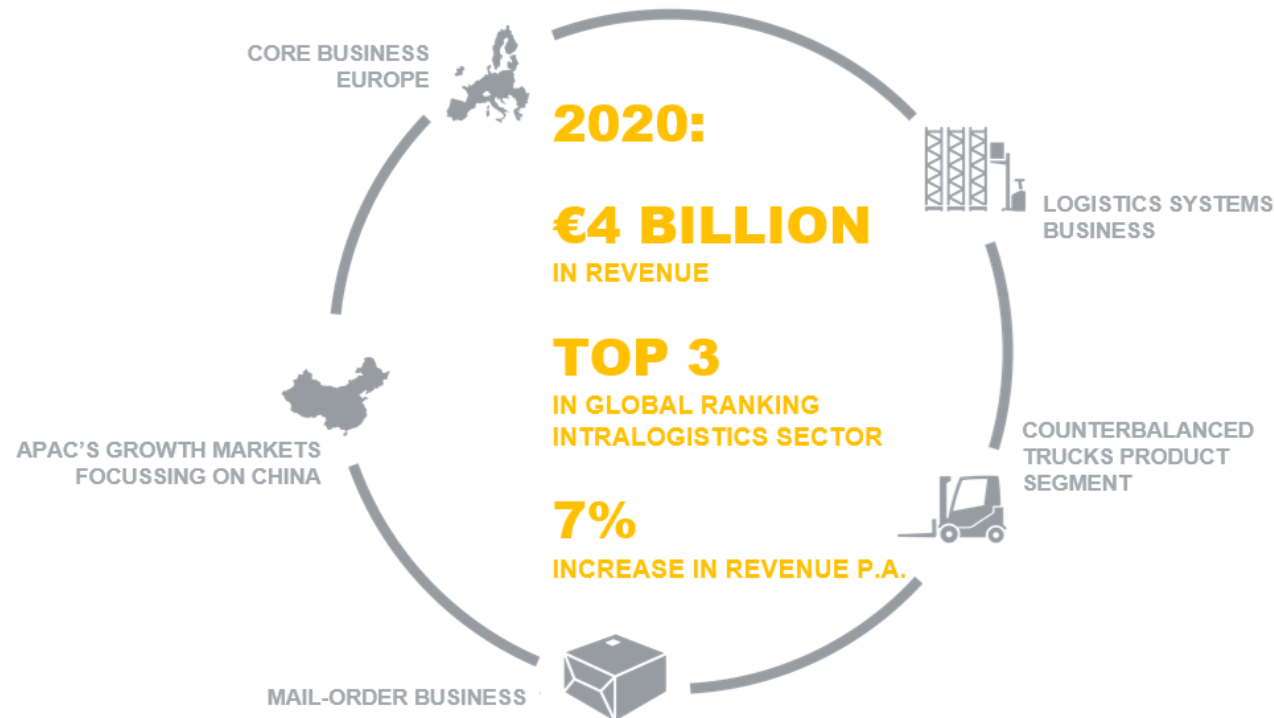 CORE BUSINESS
EUROPE
2020:
€4 BILLION
IN REVENUE
LOGISTICS SYSTEMS
BUSINESS
TOP 3
IN GLOBAL RANKING
INTRALOGISTICS SECTOR
APAC’S GROWTH MARKETS
FOCUSSING ON CHINA
COUNTERBALANCED
TRUCKS PRODUCT
SEGMENT
7%
INCREASE IN REVENUE P.A.
MAIL-ORDER BUSINESS